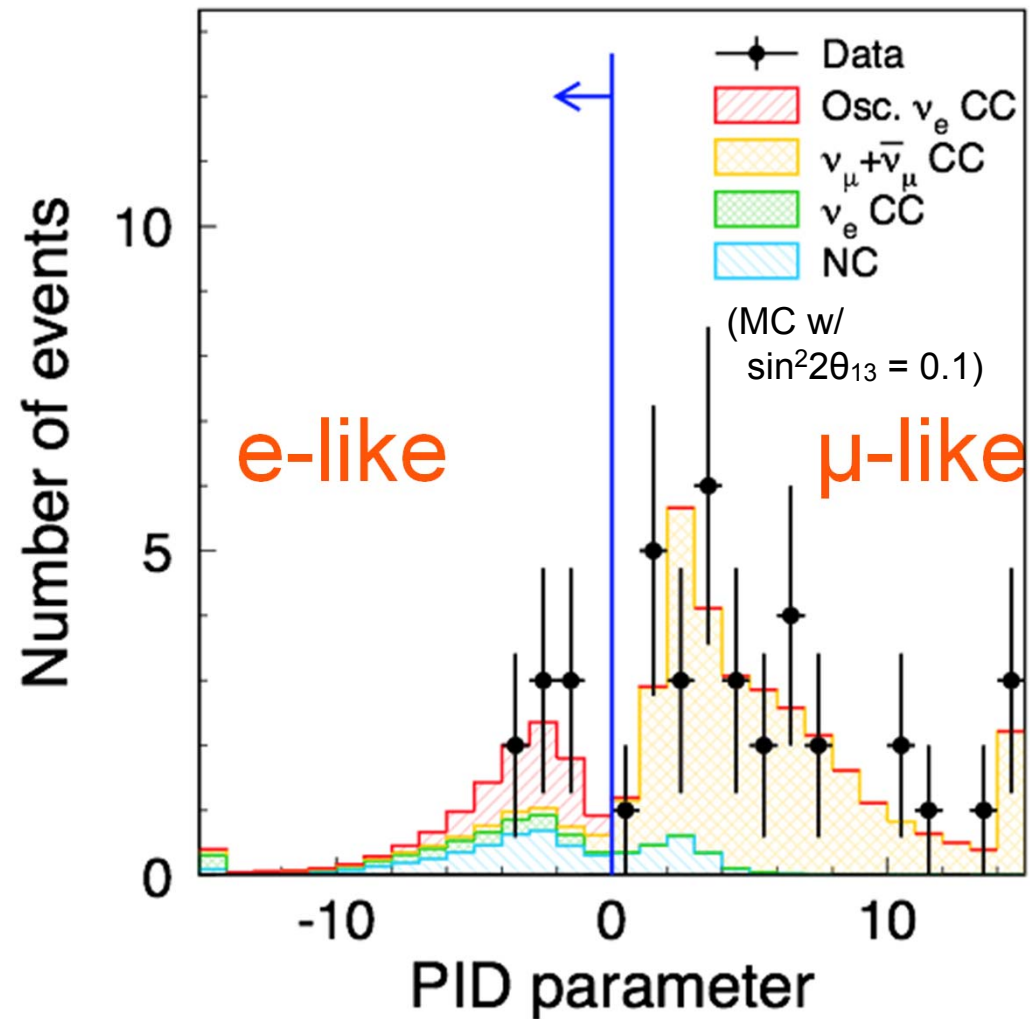 Data
Osc. νe CC
νμ+ν̅μ CC
νe CC
NC
(MC w/
sin²2θ₁₃ = 0.1)
e-like
μ-like
Number of events
10
5
0
-10 0 10
PID parameter